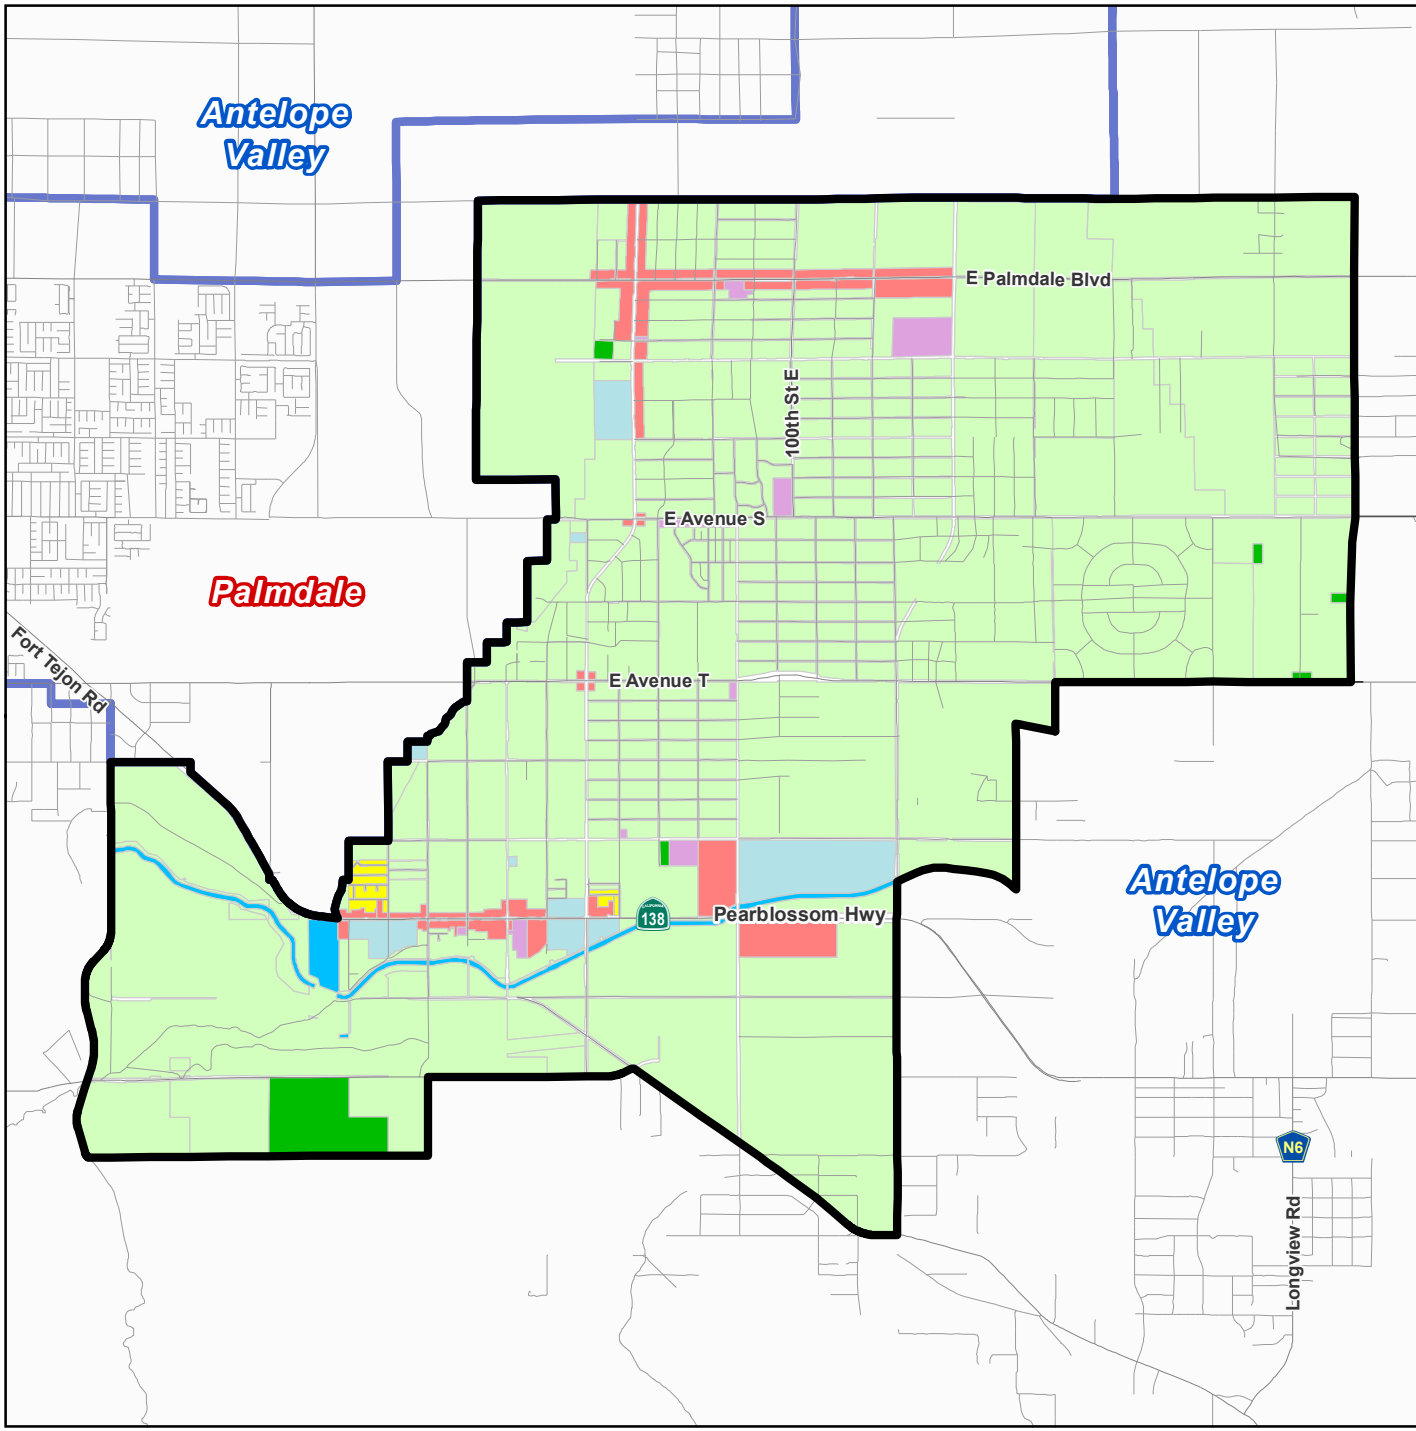 Antelope
Valley
E Palmdale Blvd
100th St E
E Avenue S
Palmdale
Fort Tejon Rd
E Avenue T
Antelope
Valley
CALIFORNIA
138
Pearblossom Hwy
N6
Longview Rd